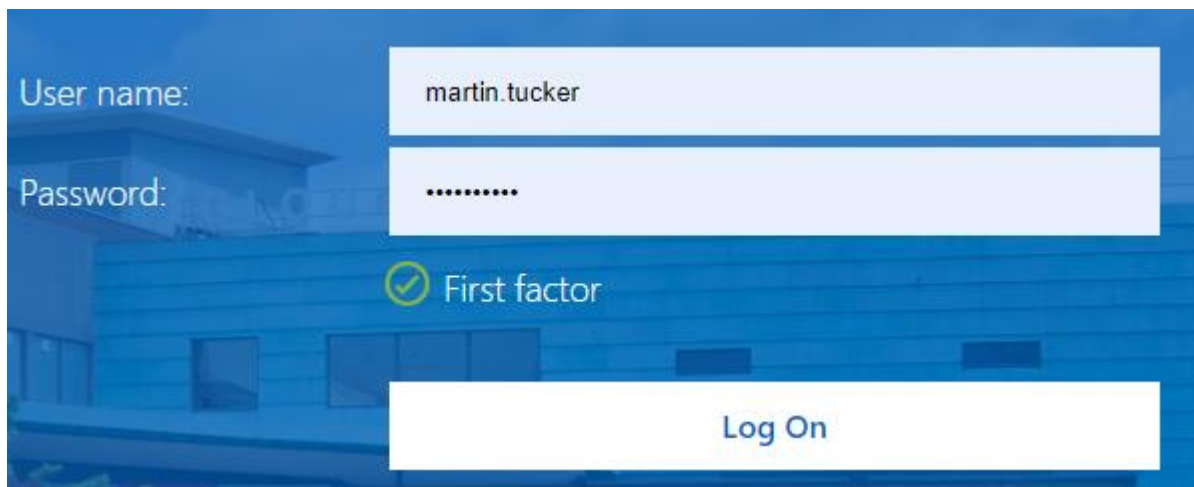 User name: martin.tucker
Password: ••••••••••
First factor
Log On